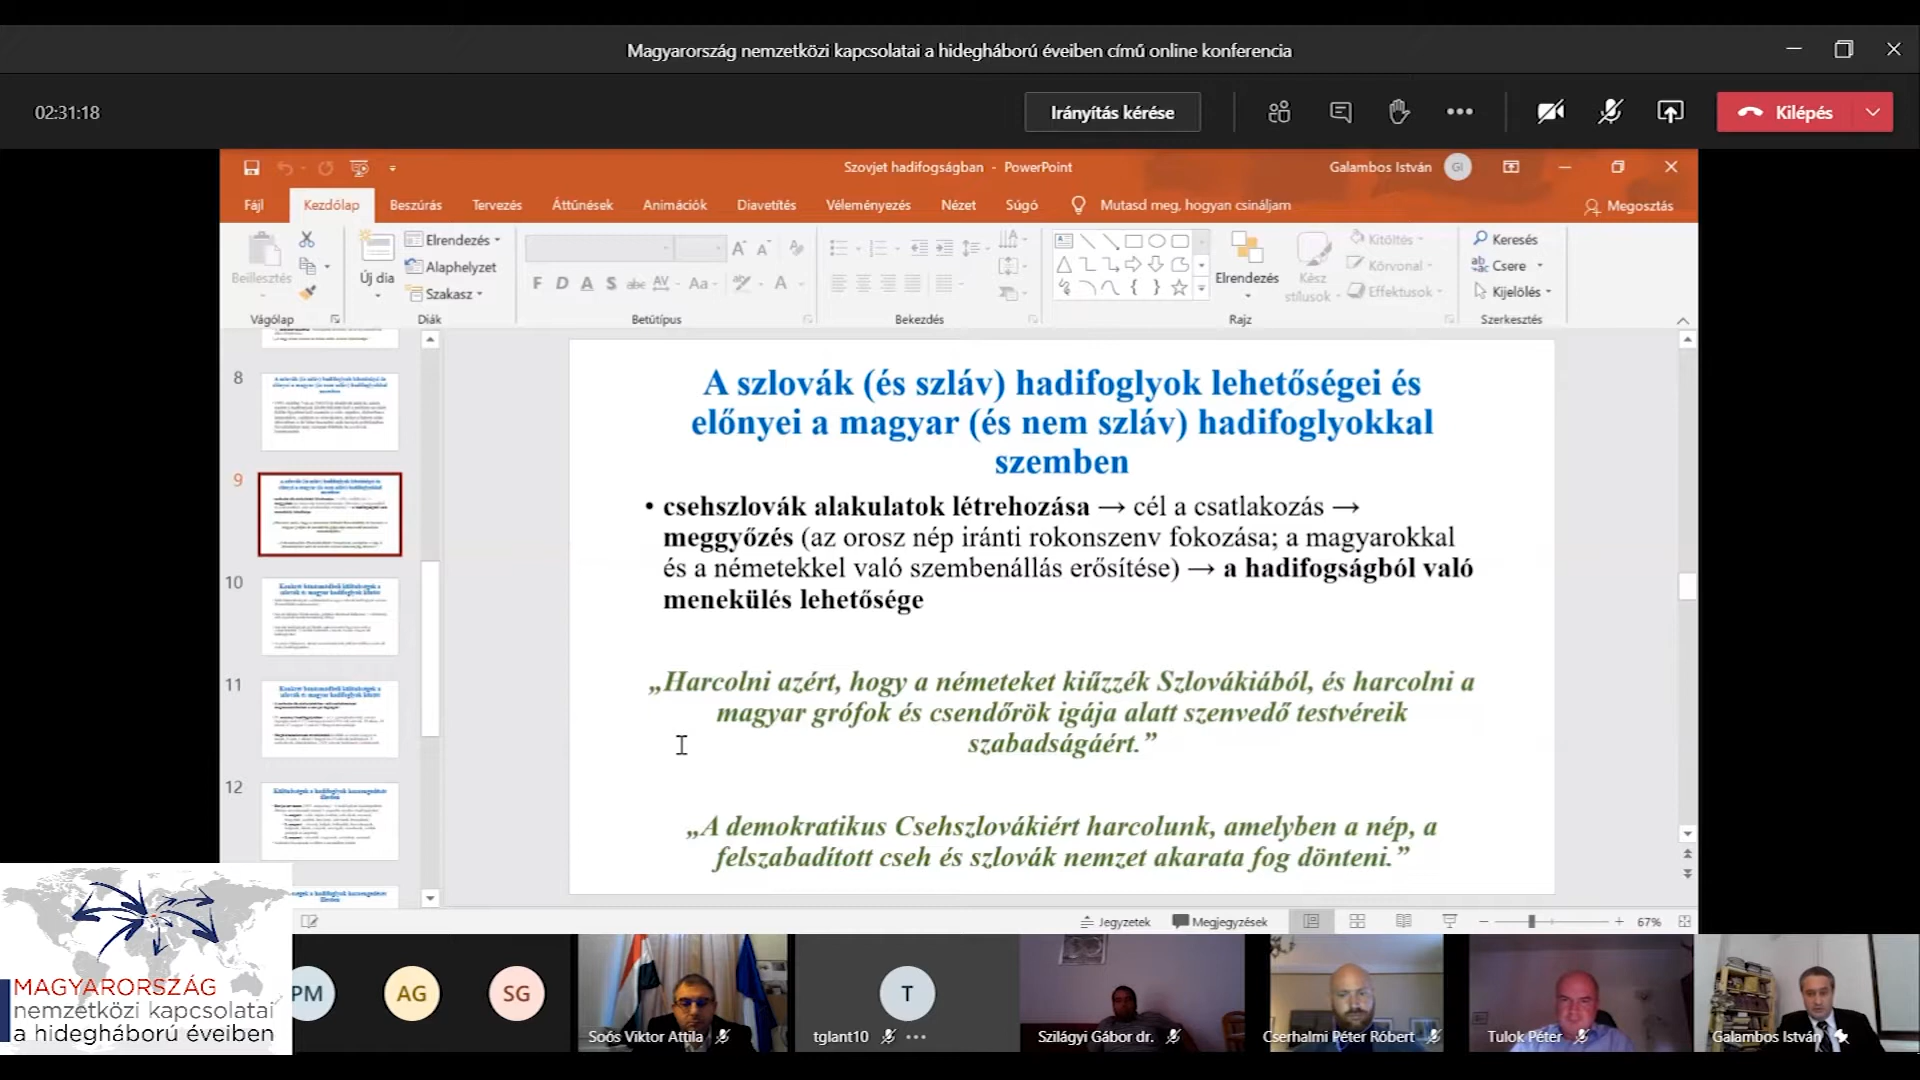 Magyarország nemzetközi kapcsolatai a hidegháború éveiben című online konferencia
02:31:18
Irányítás kérése
Kilépés
Szovjet hadifogságban - PowerPoint
Galambos István
GI
Fájl
Kezdőlap
Beszúrás
Tervezés
Áttűnések
Animációk
Diavetítés
Véleményezés
Nézet
Súgó
Mutasd meg, hogyan csináljam
Megosztás
Beillesztés
Új dia
Elrendezés
Alaphelyzet
Szakasz
F D A S abc AV Aa A
Elrendezés
Kész stílusok
Kitöltés
Körvonal
Effektusok
Keresés
Csere
Kijelölés
Vágólap
Diák
Betűtípus
Bekezdés
Rajz
Szerkesztés
8
9
10
11
12
A szlovák (és szláv) hadifoglyok lehetőségei és
előnyei a magyar (és nem szláv) hadifoglyokkal
szemben
• csehszlovák alakulatok létrehozása → cél a csatlakozás →
meggyőzés (az orosz nép iránti rokonszenv fokozása; a magyarokkal
és a németekkel való szembenállás erősítése) → a hadifogságból való
menekülés lehetősége
„Harcolni azért, hogy a németeket kiűzzék Szlovákiából, és harcolni a
magyar grófok és csendőrök igája alatt szenvedő testvéreik
szabadságáért.”
„A demokratikus Csehszlovákiért harcolunk, amelyben a nép, a
felszabadított cseh és szlovák nemzet akarata fog dönteni.”
Jegyzetek
Megjegyzések
67%
MAGYARORSZÁG
nemzetközi kapcsolatai
a hidegháború éveiben
PM
AG
SG
Soós Viktor Attila
T
tglant10
Szilágyi Gábor dr.
Cserhalmi Péter Róbert
Tulok Péter
Galambos István